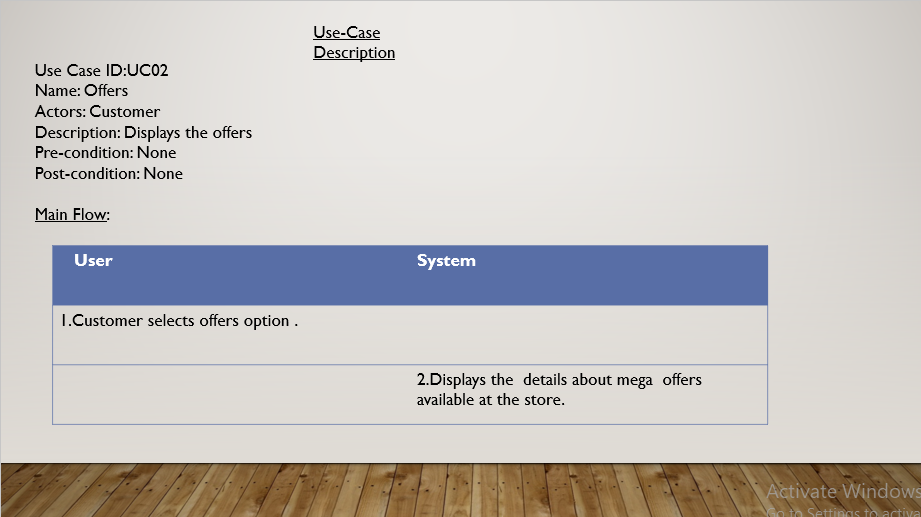 Use-Case
Description
Use Case ID:UC02
Name: Offers
Actors: Customer
Description: Displays the offers
Pre-condition: None
Post-condition: None
Main Flow:
User System
1.Customer selects offers option .
2.Displays the  details about mega  offers
available at the store.
Activate Windows
Go to Settings to activa